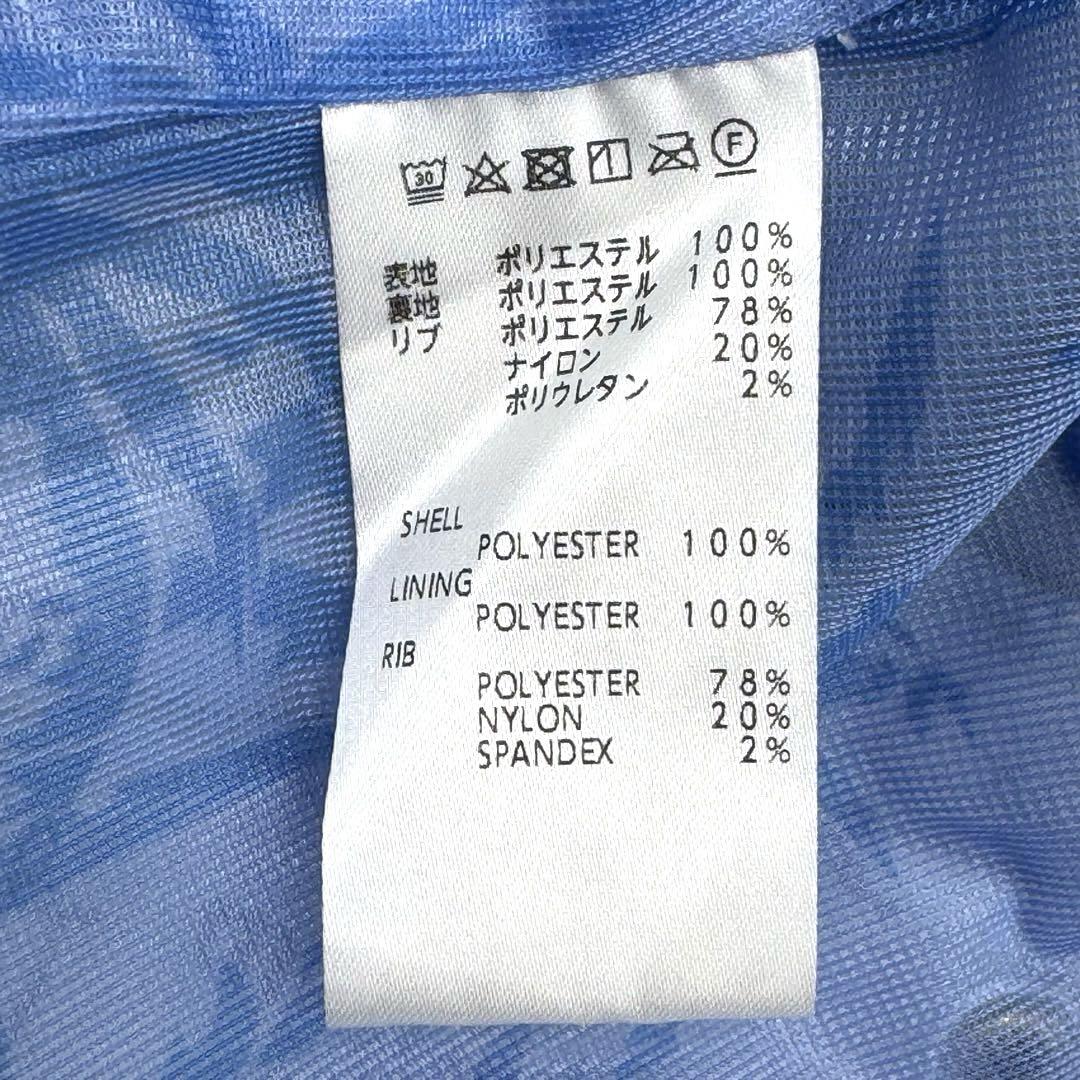 30 F
表地 ポリエステル 100%
裏地 ポリエステル 100%
リブ ポリエステル 78%
ナイロン 20%
ポリウレタン 2%
SHELL
POLYESTER 100%
LINING
POLYESTER 100%
RIB
POLYESTER 78%
NYLON 20%
SPANDEX 2%